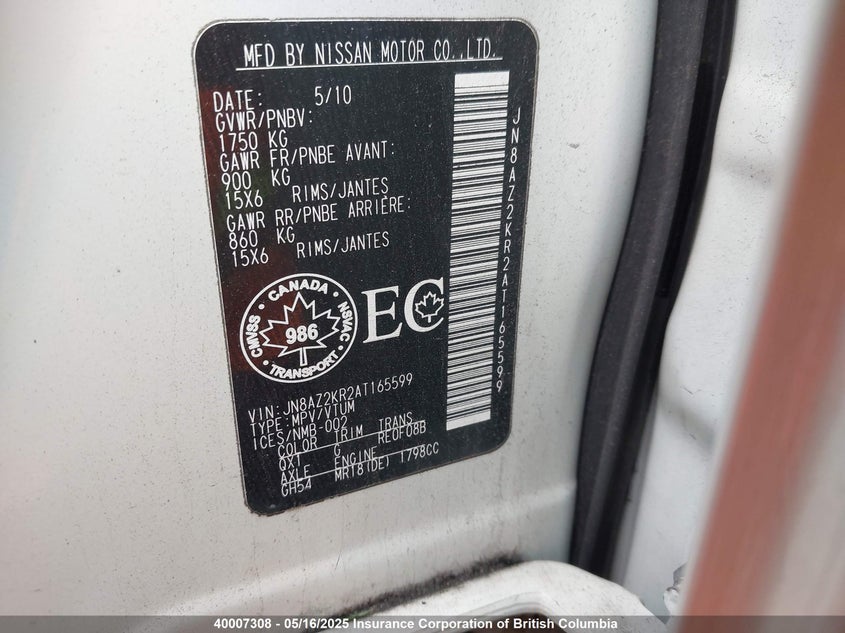 MFD BY NISSAN MOTOR CO.,LTD.
DATE: 5/10
GVWR/PNBV:
1750 KG
GAWR FR/PNBE AVANT:
900 KG
15X6 RIMS/JANTES
GAWR RR/PNBE ARRIÈRE:
860 KG
15X6 RIMS/JANTES
CANADA
CMVSS 986 NSVAC
TRANSPORT
EC
VIN: JN8AZ2KR2AT165599
TYPE: MPV/VTUM
ICES/NMB-002
COLOR TRIM TRANS
QX1 G RE0F08B
AXLE ENGINE
GH54 MR18(DE) 1798CC
JN8AZ2KR2AT165599
40007308 - 05/16/2025 Insurance Corporation of British Columbia